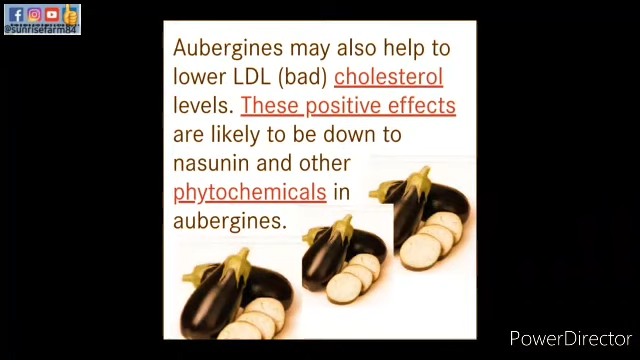 @sunrisefarm84
Aubergines may also help to
lower LDL (bad) cholesterol
levels. These positive effects
are likely to be down to
nasunin and other
phytochemicals in
aubergines.
PowerDirector